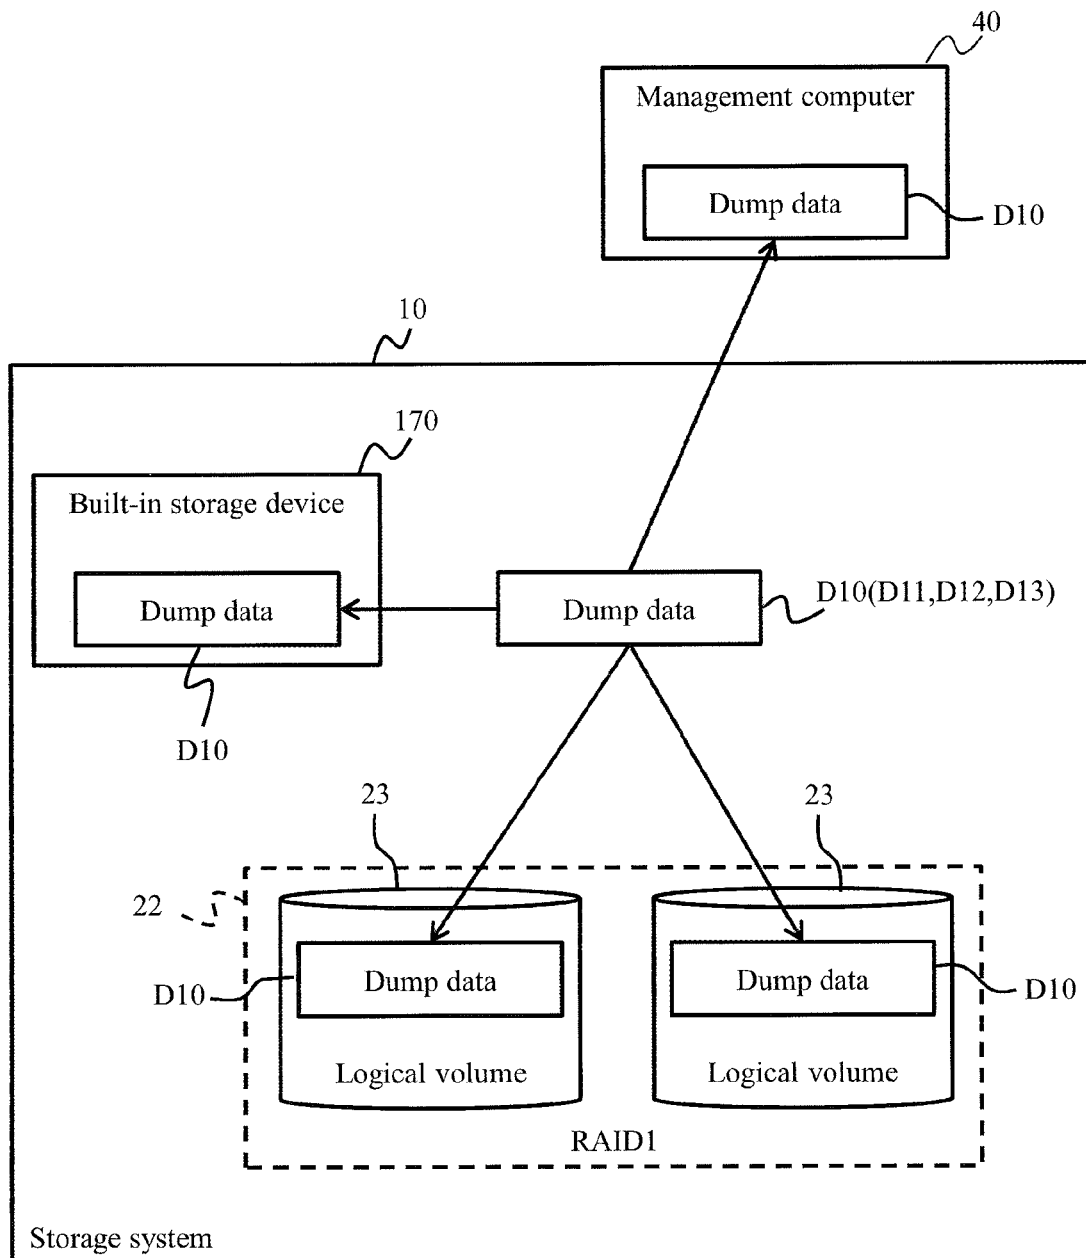 40
Management computer
Dump data
D10
10
170
Built-in storage device
Dump data
D10
Dump data
D10(D11,D12,D13)
23
23
22
Dump data
D10
Logical volume
Dump data
D10
Logical volume
RAID1
Storage system